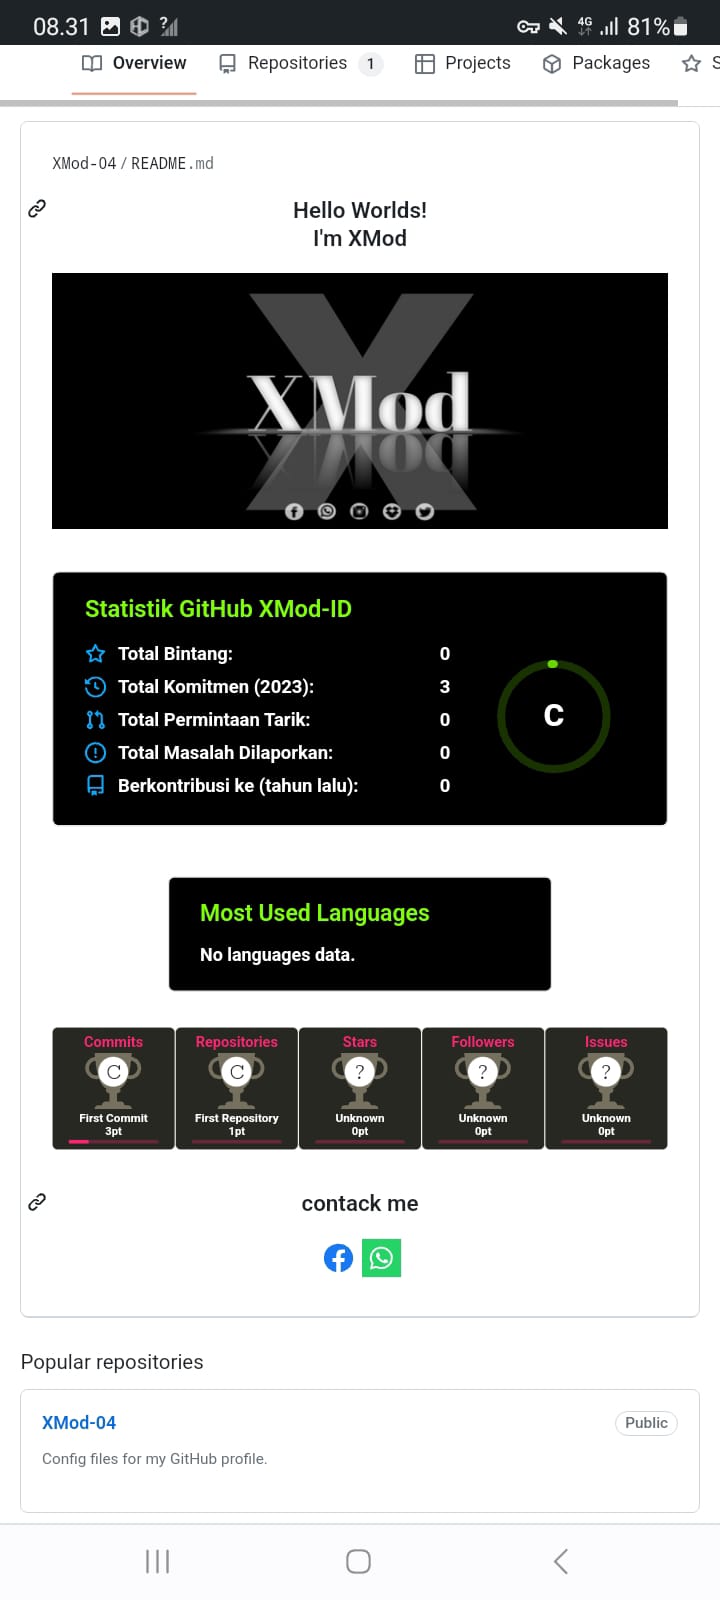 08.31 ? 4G 81%
Overview Repositories 1 Projects Packages S
XMod-04/README.md
Hello Worlds!
I'm XMod
X
XMod
Statistik GitHub XMod-ID
Total Bintang: 0
Total Komitmen (2023): 3
Total Permintaan Tarik: 0
Total Masalah Dilaporkan: 0
Berkontribusi ke (tahun lalu): 0
C
Most Used Languages
No languages data.
Commits Repositories Stars Followers Issues
C C ? ? ?
First Commit First Repository Unknown Unknown Unknown
3pt 1pt 0pt 0pt 0pt
contack me
Popular repositories
XMod-04 Public
Config files for my GitHub profile.